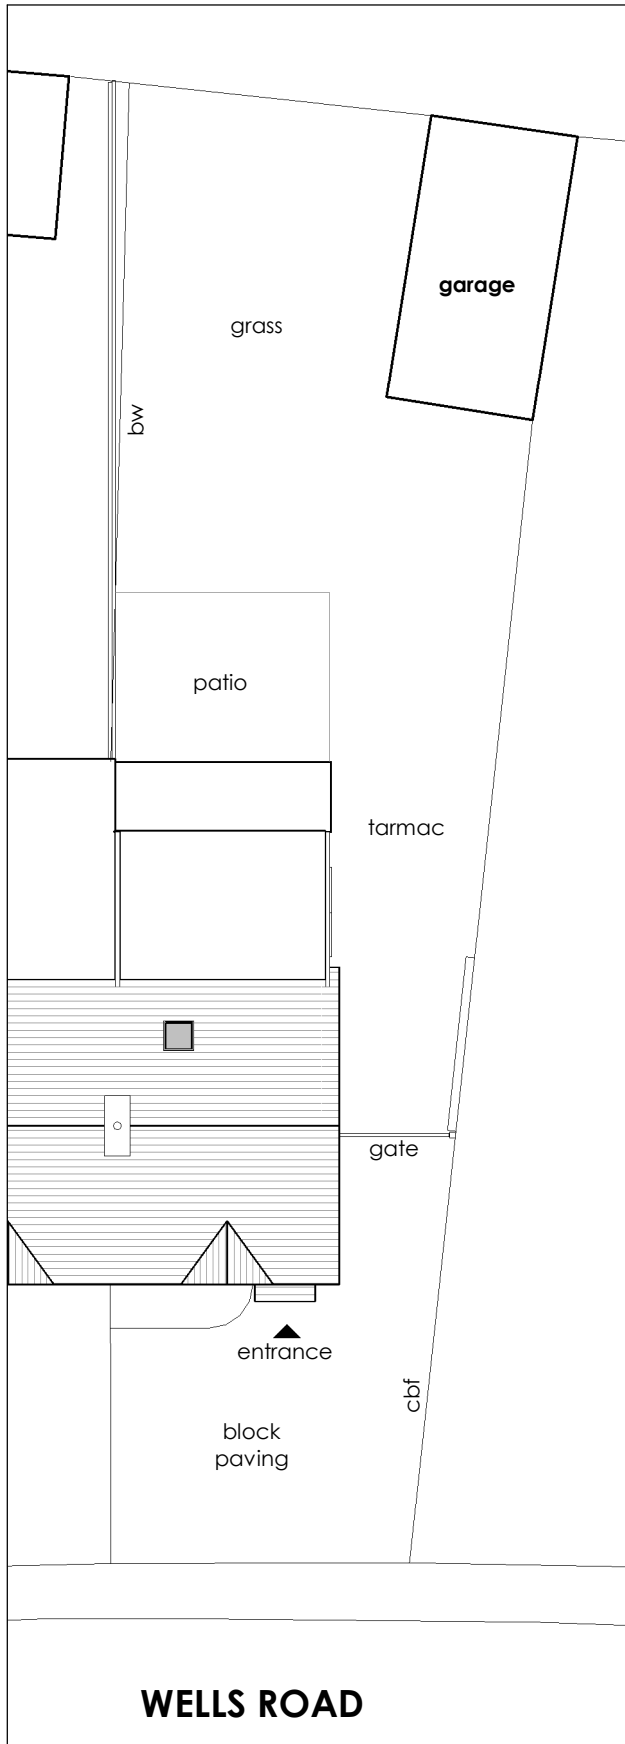 garage
grass
bw
patio
tarmac
gate
entrance
cbf
block
paving
WELLS ROAD